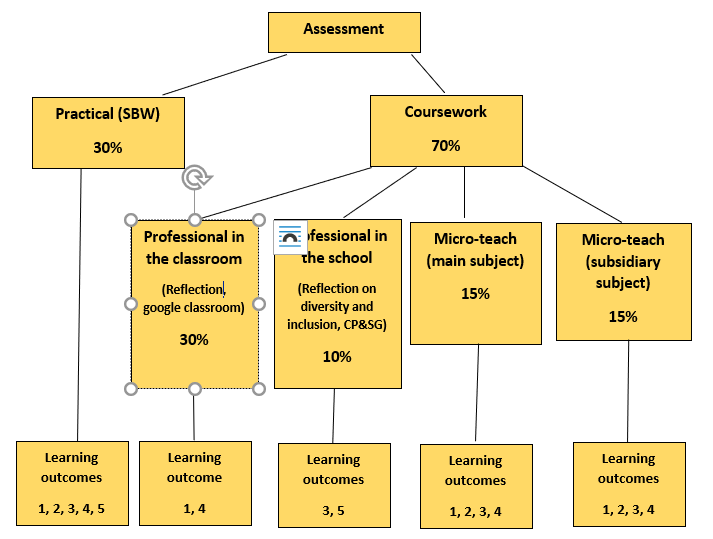 Assessment
Practical (SBW)
30%
Coursework
70%
Professional in
the classroom
(Reflection,
google classroom)
30%
fessional in
the school
(Reflection on
diversity and
inclusion, CP&SG)
10%
Micro-teach
(main subject)
15%
Micro-teach
(subsidiary
subject)
15%
Learning
outcomes
1, 2, 3, 4, 5
Learning
outcome
1, 4
Learning
outcomes
3, 5
Learning
outcomes
1, 2, 3, 4
Learning
outcomes
1, 2, 3, 4